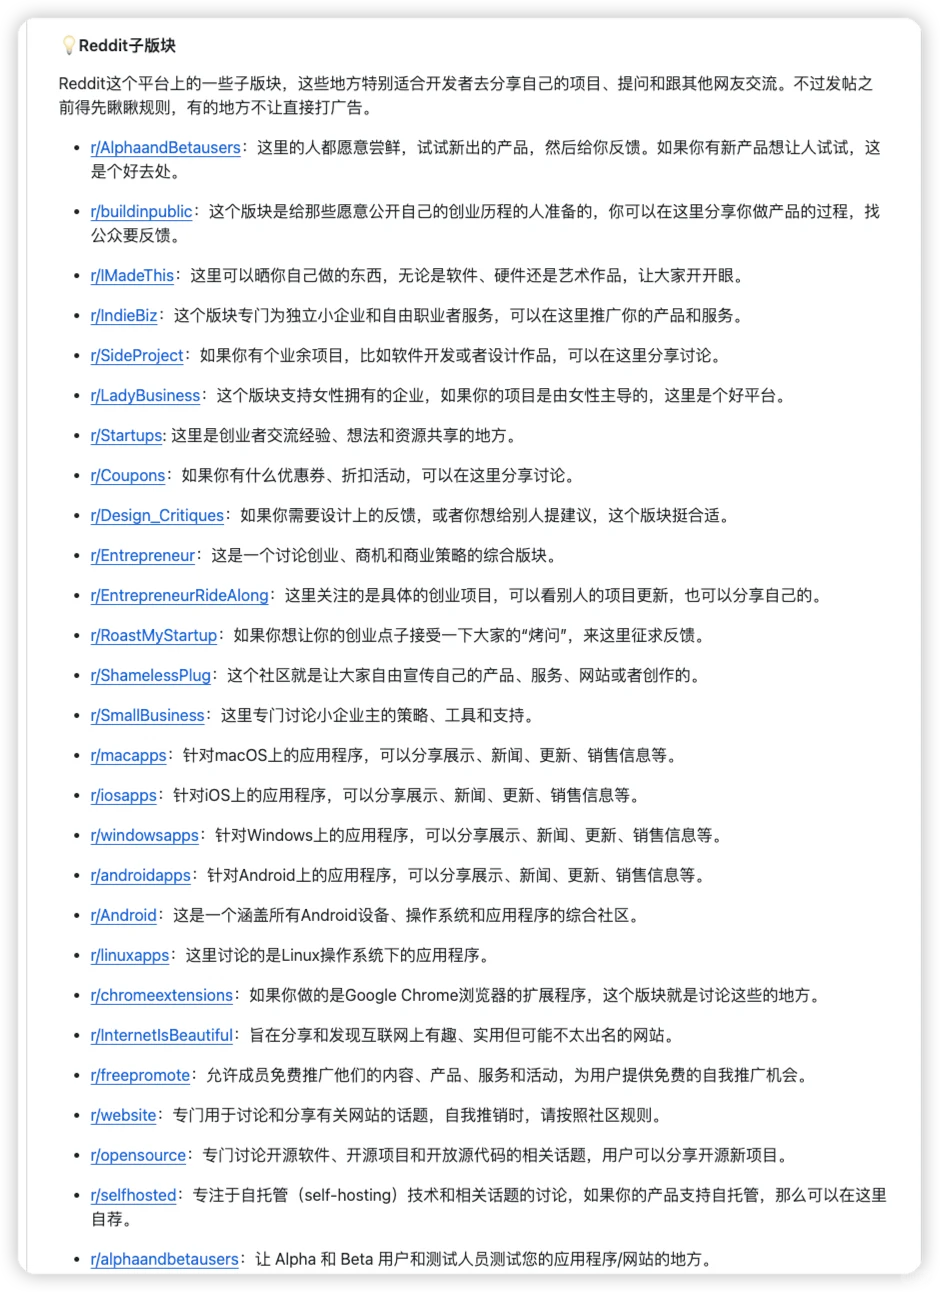 💡Reddit子版块
Reddit这个平台上的一些子版块，这些地方特别适合开发者去分享自己的项目、提问和跟其他网友交流。不过发帖之
前得先瞅瞅规则，有的地方不让直接打广告。
• r/AlphaandBetausers：这里的人都愿意尝鲜，试试新出的产品，然后给你反馈。如果你有新产品想让人试试，这
是个好去处。
• r/buildinpublic：这个版块是给那些愿意公开自己的创业历程的人准备的，你可以在这里分享你做产品的过程，找
公众要反馈。
• r/IMadeThis：这里可以晒你自己做的东西，无论是软件、硬件还是艺术作品，让大家开开眼。
• r/IndieBiz：这个版块专门为独立小企业和自由职业者服务，可以在这里推广你的产品和服务。
• r/SideProject：如果你有个业余项目，比如软件开发或者设计作品，可以在这里分享讨论。
• r/LadyBusiness：这个版块支持女性拥有的企业，如果你的项目是由女性主导的，这里是个好平台。
• r/Startups: 这里是创业者交流经验、想法和资源共享的地方。
• r/Coupons：如果你有什么优惠券、折扣活动，可以在这里分享讨论。
• r/Design_Critiques：如果你需要设计上的反馈，或者你想给别人提建议，这个版块挺合适。
• r/Entrepreneur：这是一个讨论创业、商机和商业策略的综合版块。
• r/EntrepreneurRideAlong：这里关注的是具体的创业项目，可以看别人的项目更新，也可以分享自己的。
• r/RoastMyStartup：如果你想让你的创业点子接受一下大家的“烤问”，来这里征求反馈。
• r/ShamelessPlug：这个社区就是让大家自由宣传自己的产品、服务、网站或者创作的。
• r/SmallBusiness：这里专门讨论小企业主的策略、工具和支持。
• r/macapps：针对macOS上的应用程序，可以分享展示、新闻、更新、销售信息等。
• r/iosapps：针对iOS上的应用程序，可以分享展示、新闻、更新、销售信息等。
• r/windowsapps：针对Windows上的应用程序，可以分享展示、新闻、更新、销售信息等。
• r/androidapps：针对Android上的应用程序，可以分享展示、新闻、更新、销售信息等。
• r/Android：这是一个涵盖所有Android设备、操作系统和应用程序的综合社区。
• r/linuxapps：这里讨论的是Linux操作系统下的应用程序。
• r/chromeextensions：如果你做的是Google Chrome浏览器的扩展程序，这个版块就是讨论这些的地方。
• r/InternetIsBeautiful：旨在分享和发现互联网上有趣、实用但可能不太出名的网站。
• r/freepromote：允许成员免费推广他们的内容、产品、服务和活动，为用户提供免费的自我推广机会。
• r/website：专门用于讨论和分享有关网站的话题，自我推销时，请按照社区规则。
• r/opensource：专门讨论开源软件、开源项目和开放源代码的相关话题，用户可以分享开源新项目。
• r/selfhosted：专注于自托管（self-hosting）技术和相关话题的讨论，如果你的产品支持自托管，那么可以在这里
自荐。
• r/alphaandbetausers：让 Alpha 和 Beta 用户和测试人员测试您的应用程序/网站的地方。